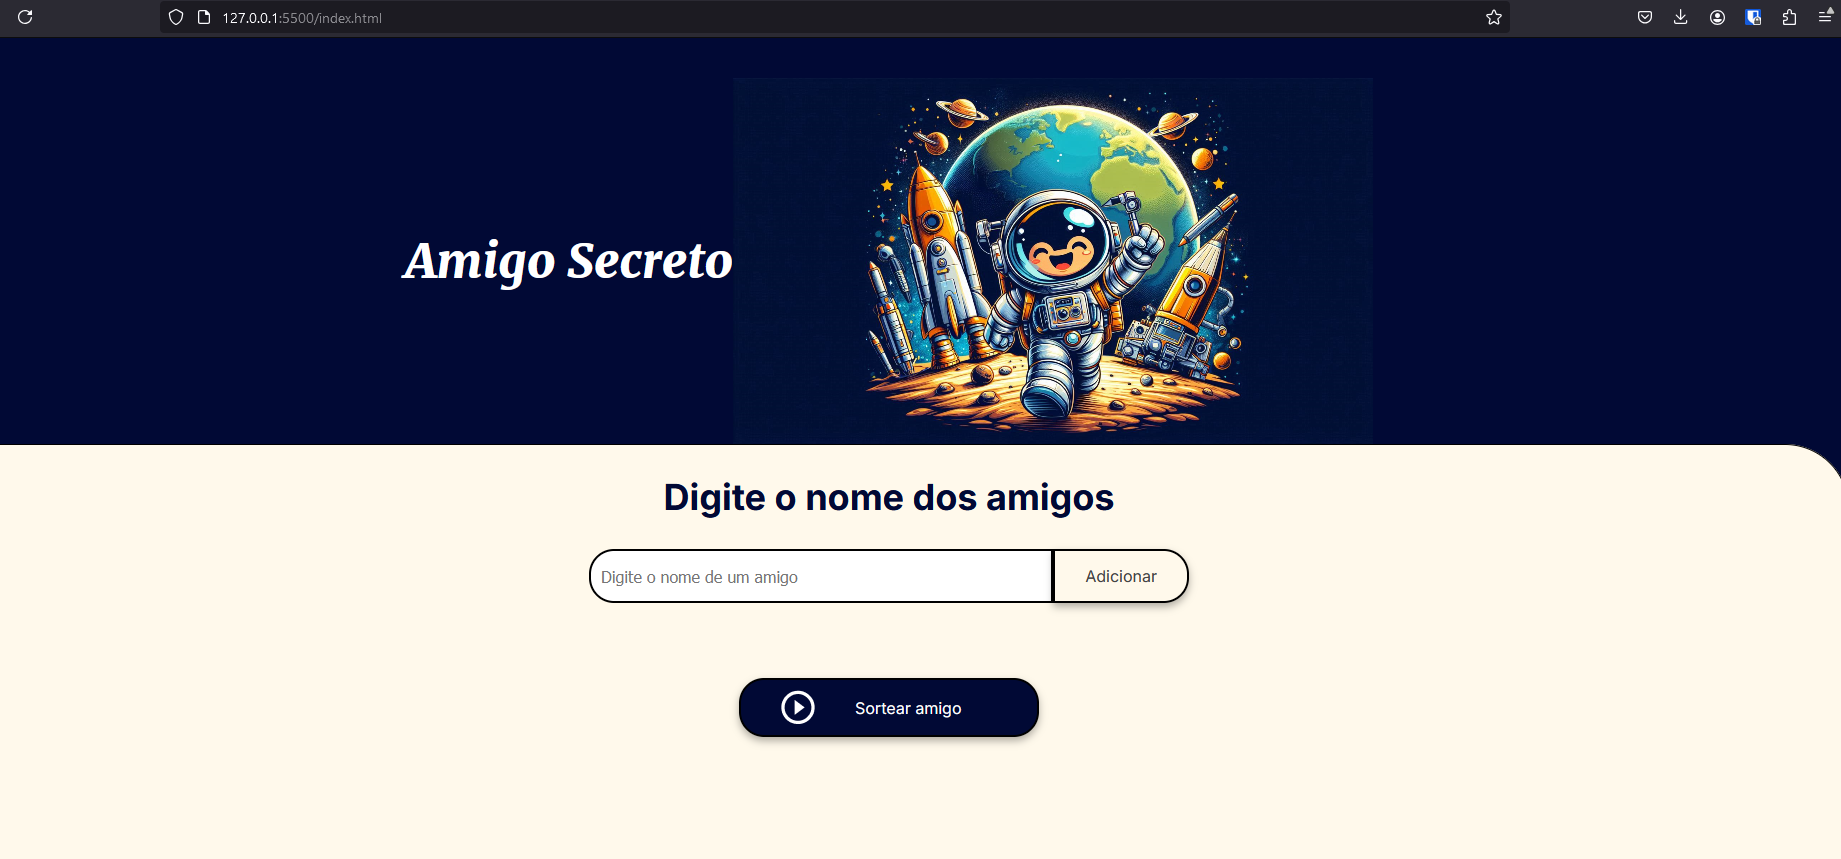 127.0.0.1:5500/index.html
Amigo Secreto
Digite o nome dos amigos
Digite o nome de um amigo
Adicionar
Sortear amigo